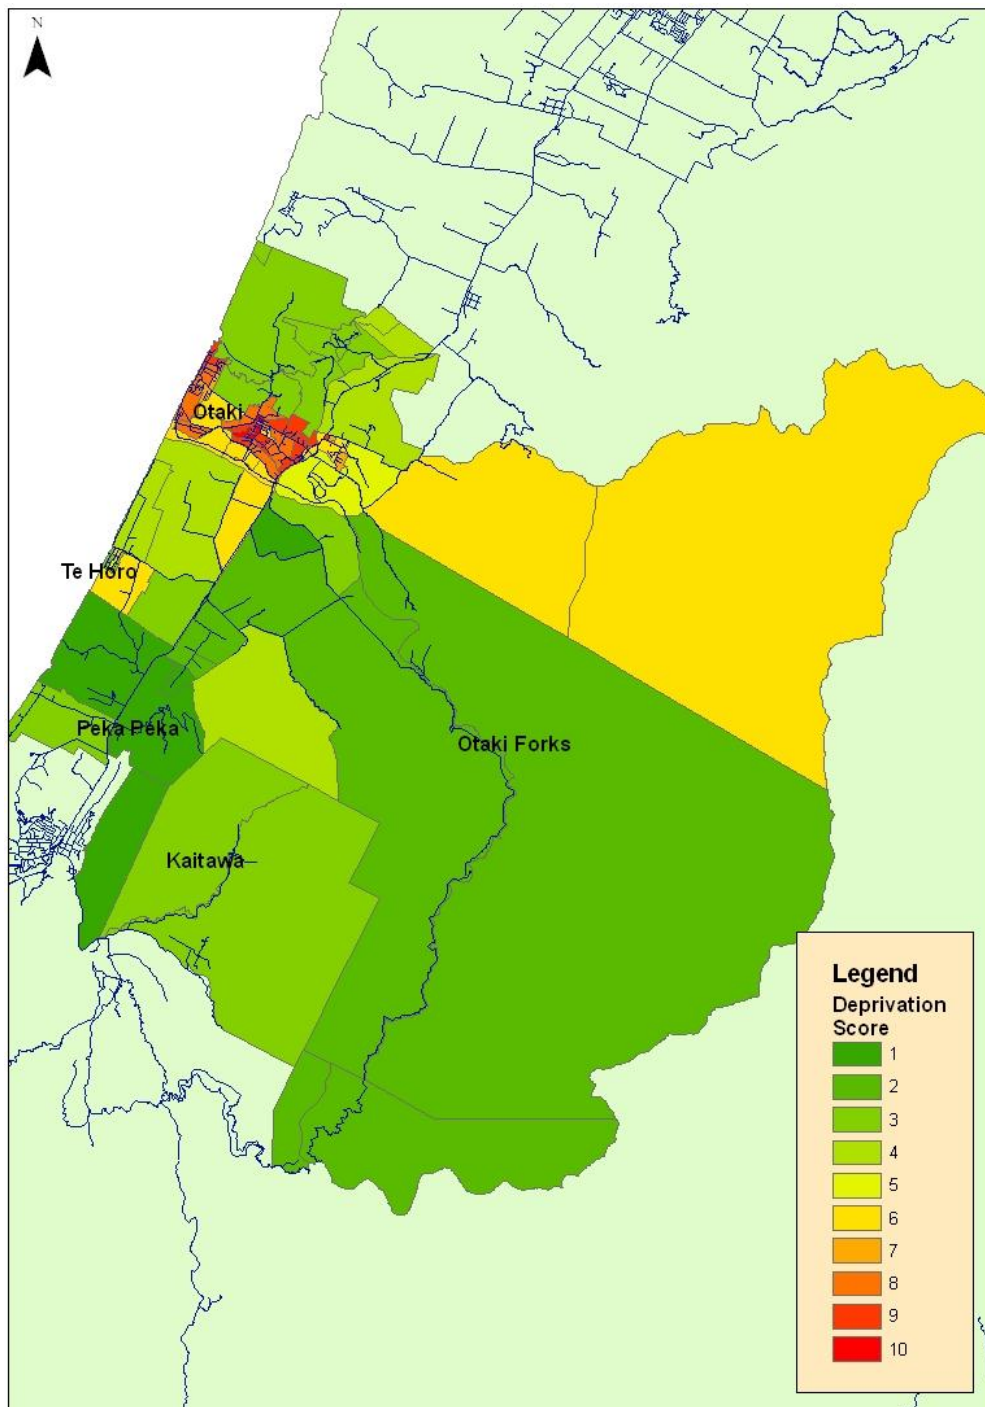 N
Otaki
Te Horo
Peka Peka
Otaki Forks
Kaitawa
Legend
Deprivation
Score
1
2
3
4
5
6
7
8
9
10